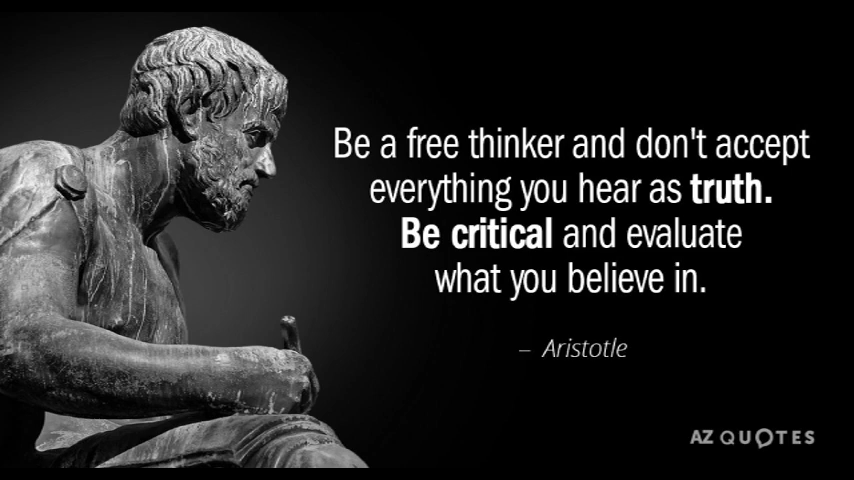 Be a free thinker and don't accept
everything you hear as truth.
Be critical and evaluate
what you believe in.
– Aristotle
AZ QUOTES